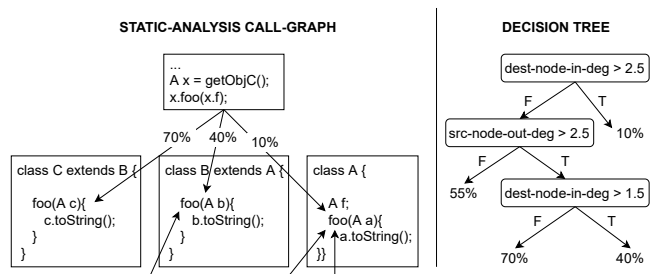 STATIC-ANALYSIS CALL-GRAPH
...
A x = getObjC();
x.foo(x.f);
70%
40%
10%
class C extends B {
foo(A c){
c.toString();
}
}
class B extends A {
foo(A b){
b.toString();
}
}
class A {
A f;
foo(A a){
a.toString();
}}
DECISION TREE
dest-node-in-deg > 2.5
F
T
src-node-out-deg > 2.5
10%
F
T
55%
dest-node-in-deg > 1.5
F
T
70%
40%